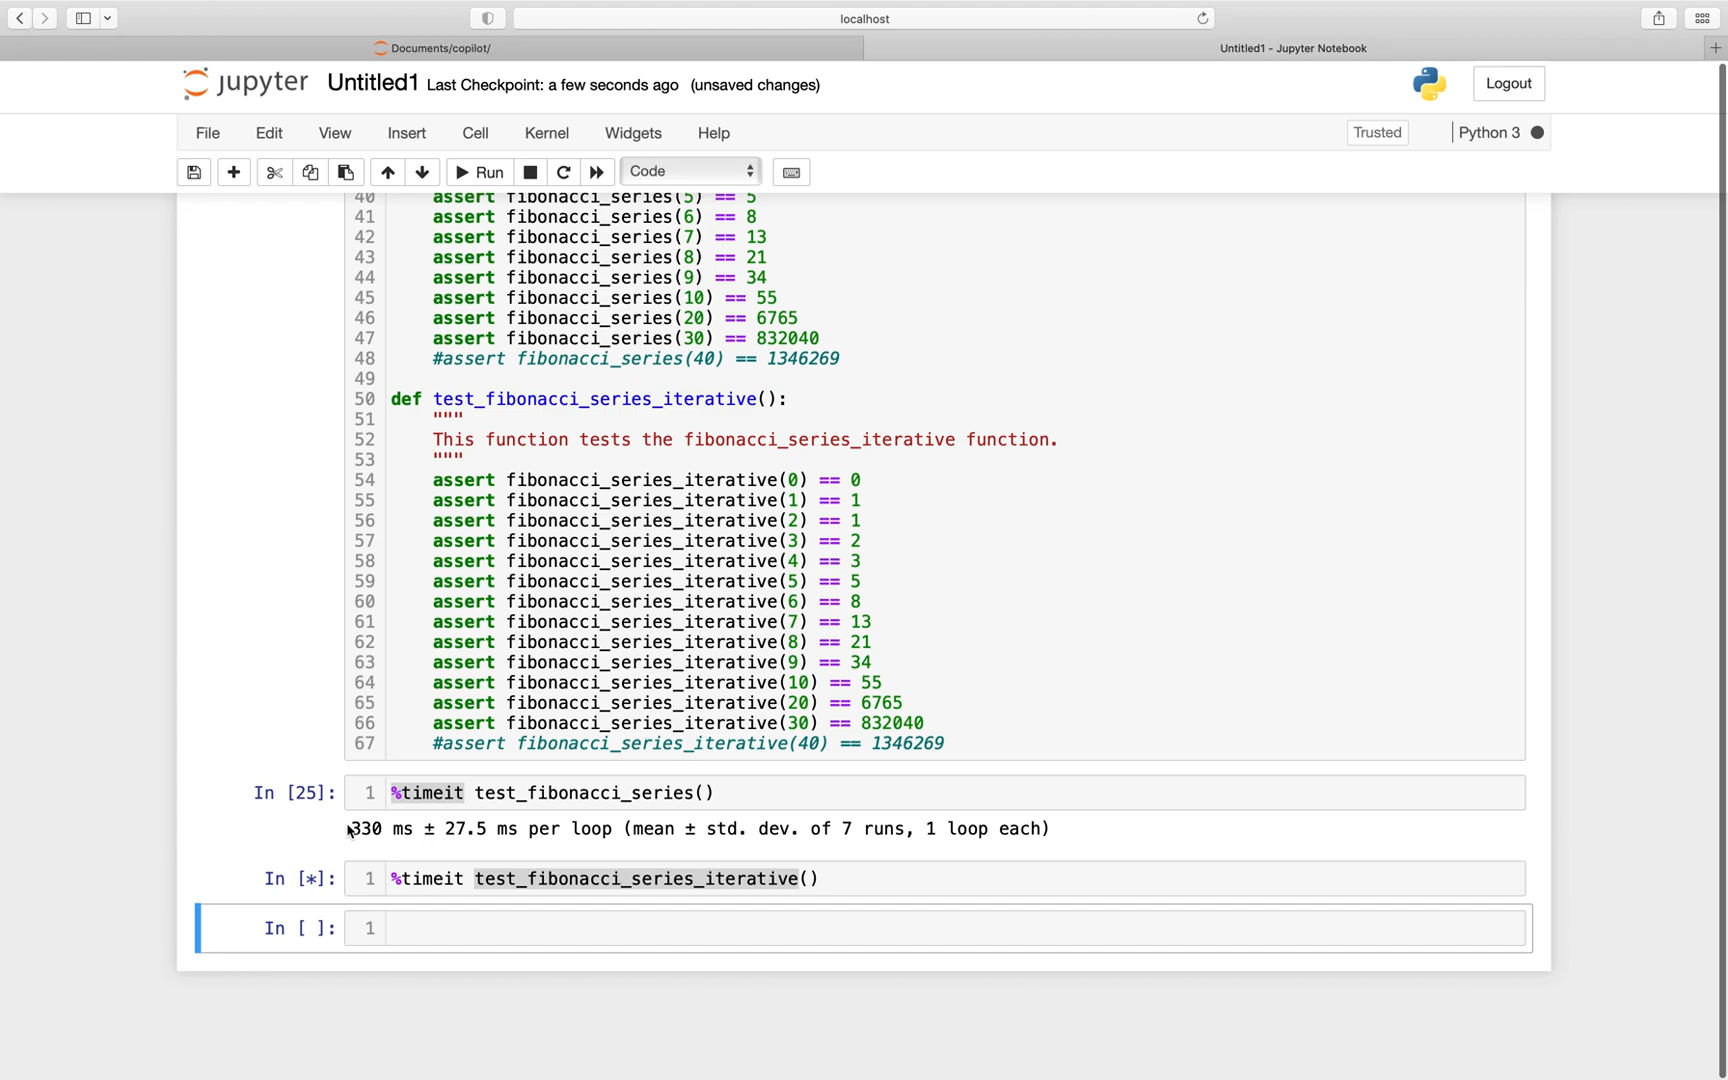 localhost
Documents/copilot/
Untitled1 - Jupyter Notebook
jupyter Untitled1 Last Checkpoint: a few seconds ago (unsaved changes)
Logout
File Edit View Insert Cell Kernel Widgets Help Trusted Python 3
Run Code
40 assert fibonacci_series(5) == 5
41 assert fibonacci_series(6) == 8
42 assert fibonacci_series(7) == 13
43 assert fibonacci_series(8) == 21
44 assert fibonacci_series(9) == 34
45 assert fibonacci_series(10) == 55
46 assert fibonacci_series(20) == 6765
47 assert fibonacci_series(30) == 832040
48 #assert fibonacci_series(40) == 1346269
49
50 def test_fibonacci_series_iterative():
51 """
52 This function tests the fibonacci_series_iterative function.
53 """
54 assert fibonacci_series_iterative(0) == 0
55 assert fibonacci_series_iterative(1) == 1
56 assert fibonacci_series_iterative(2) == 1
57 assert fibonacci_series_iterative(3) == 2
58 assert fibonacci_series_iterative(4) == 3
59 assert fibonacci_series_iterative(5) == 5
60 assert fibonacci_series_iterative(6) == 8
61 assert fibonacci_series_iterative(7) == 13
62 assert fibonacci_series_iterative(8) == 21
63 assert fibonacci_series_iterative(9) == 34
64 assert fibonacci_series_iterative(10) == 55
65 assert fibonacci_series_iterative(20) == 6765
66 assert fibonacci_series_iterative(30) == 832040
67 #assert fibonacci_series_iterative(40) == 1346269
In [25]: 1 %timeit test_fibonacci_series()
330 ms ± 27.5 ms per loop (mean ± std. dev. of 7 runs, 1 loop each)
In [*]: 1 %timeit test_fibonacci_series_iterative()
In [ ]: 1